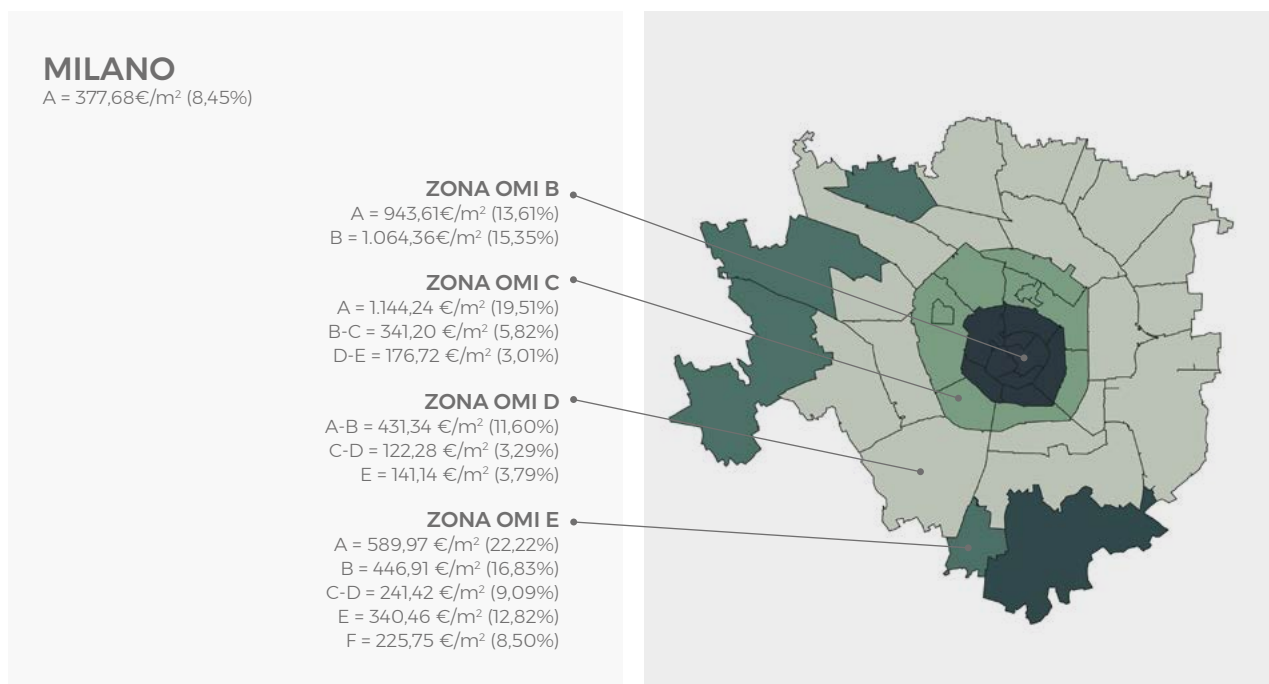 MILANO
A = 377,68€/m² (8,45%)
ZONA OMI B
A = 943,61€/m² (13,61%)
B = 1.064,36€/m² (15,35%)
ZONA OMI C
A = 1.144,24 €/m² (19,51%)
B-C = 341,20 €/m² (5,82%)
D-E = 176,72 €/m² (3,01%)
ZONA OMI D
A-B = 431,34 €/m² (11,60%)
C-D = 122,28 €/m² (3,29%)
E = 141,14 €/m² (3,79%)
ZONA OMI E
A = 589,97 €/m² (22,22%)
B = 446,91 €/m² (16,83%)
C-D = 241,42 €/m² (9,09%)
E = 340,46 €/m² (12,82%)
F = 225,75 €/m² (8,50%)